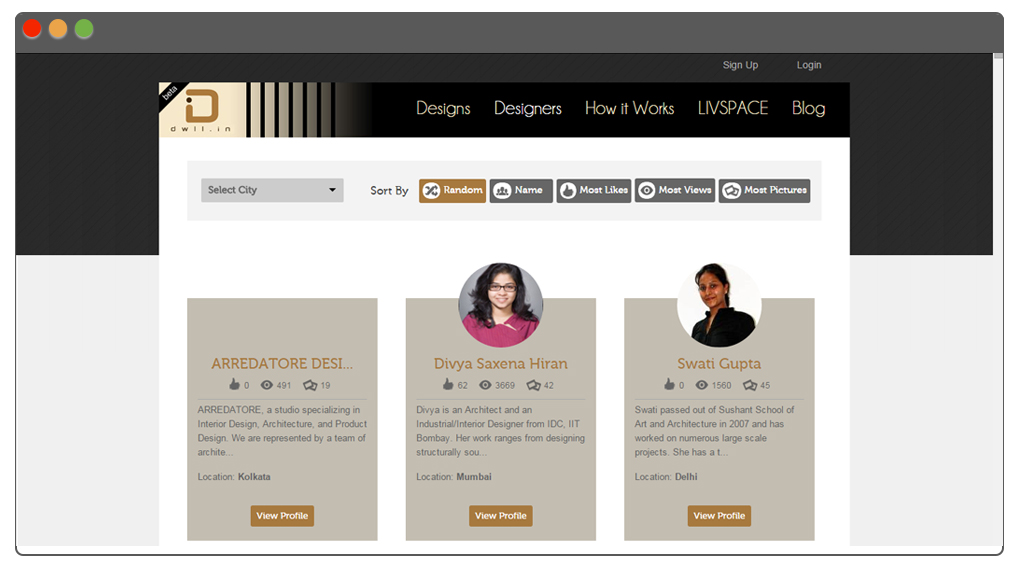 Sign Up Login
beta
dwll.in
Designs Designers How it Works LIVSPACE Blog
Select City
Sort By Random Name Most Likes Most Views Most Pictures
ARREDATORE DESI...
0 491 19
ARREDATORE, a studio specializing in
Interior Design, Architecture, and Product
Design. We are represented by a team of
archite...
Location: Kolkata
View Profile
Divya Saxena Hiran
62 3669 42
Divya is an Architect and an
Industrial/Interior Designer from IDC, IIT
Bombay. Her work ranges from designing
structurally sou...
Location: Mumbai
View Profile
Swati Gupta
0 1560 45
Swati passed out of Sushant School of
Art and Architecture in 2007 and has
worked on numerous large scale
projects. She has a t...
Location: Delhi
View Profile